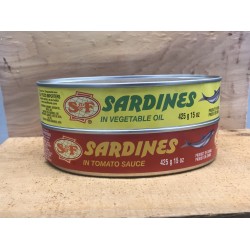 S&F
SARDINES
IN VEGETABLE OIL
425 g 15 oz
S&F
SARDINES
IN TOMATO SAUCE
425 g 15 oz